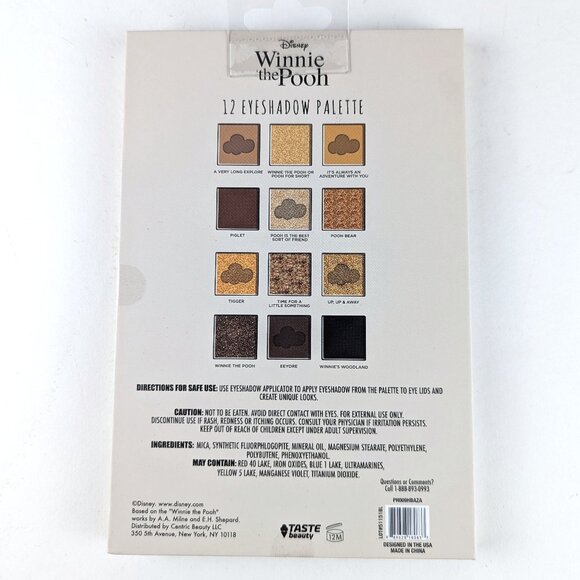 Disney
Winnie
the Pooh
12 EYESHADOW PALETTE
A VERY LONG EXPLORE
WINNIE THE POOH OR
POOH FOR SHORT
IT'S ALWAYS AN
ADVENTURE WITH YOU
PIGLET
POOH IS THE BEST
SORT OF FRIEND
POOH BEAR
TIGGER
TIME FOR A
LITTLE SOMETHING
UP, UP & AWAY
WINNIE THE POOH
EEYORE
WINNIE'S WOODLAND
DIRECTIONS FOR SAFE USE: USE EYESHADOW APPLICATOR TO APPLY EYESHADOW FROM THE PALETTE TO EYE LIDS AND
CREATE UNIQUE LOOKS.
CAUTION: NOT TO BE EATEN. AVOID DIRECT CONTACT WITH EYES. FOR EXTERNAL USE ONLY.
DISCONTINUE USE IF RASH, REDNESS OR ITCHING OCCURS. CONSULT YOUR PHYSICIAN IF IRRITATION PERSISTS.
KEEP OUT OF REACH OF CHILDREN EXCEPT UNDER ADULT SUPERVISION.
INGREDIENTS: MICA, SYNTHETIC FLUORPHLOGOPITE, MINERAL OIL, MAGNESIUM STEARATE, POLYETHYLENE,
POLYBUTENE, PHENOXYETHANOL.
MAY CONTAIN: RED 40 LAKE, IRON OXIDES, BLUE 1 LAKE, ULTRAMARINES,
YELLOW 5 LAKE, MANGANESE VIOLET, TITANIUM DIOXIDE.
Questions or Comments?
Call 1-888-893-0993
©Disney. www.disney.com
Based on the "Winnie the Pooh"
works by A.A. Milne and E.H. Shepard.
Distributed by Centric Beauty LLC
350 5th Avenue, New York, NY 10118
TASTE
beauty
12M
PH009HBAZA
DESIGNED IN THE USA
MADE IN CHINA